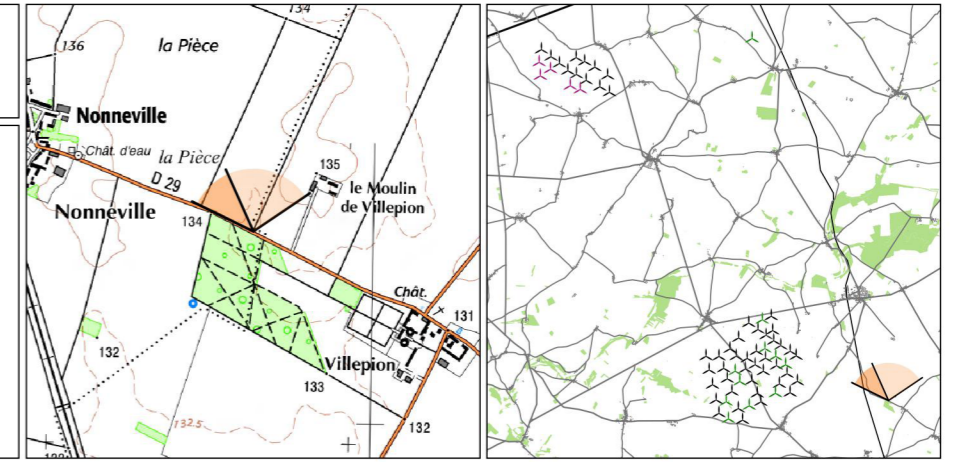 134
136
la Pièce
Nonneville
Chât. d'eau
la Pièce
D 29
135
le Moulin
de Villepion
Nonneville
134
Chât.
131
132
Villepion
133
132.5
132